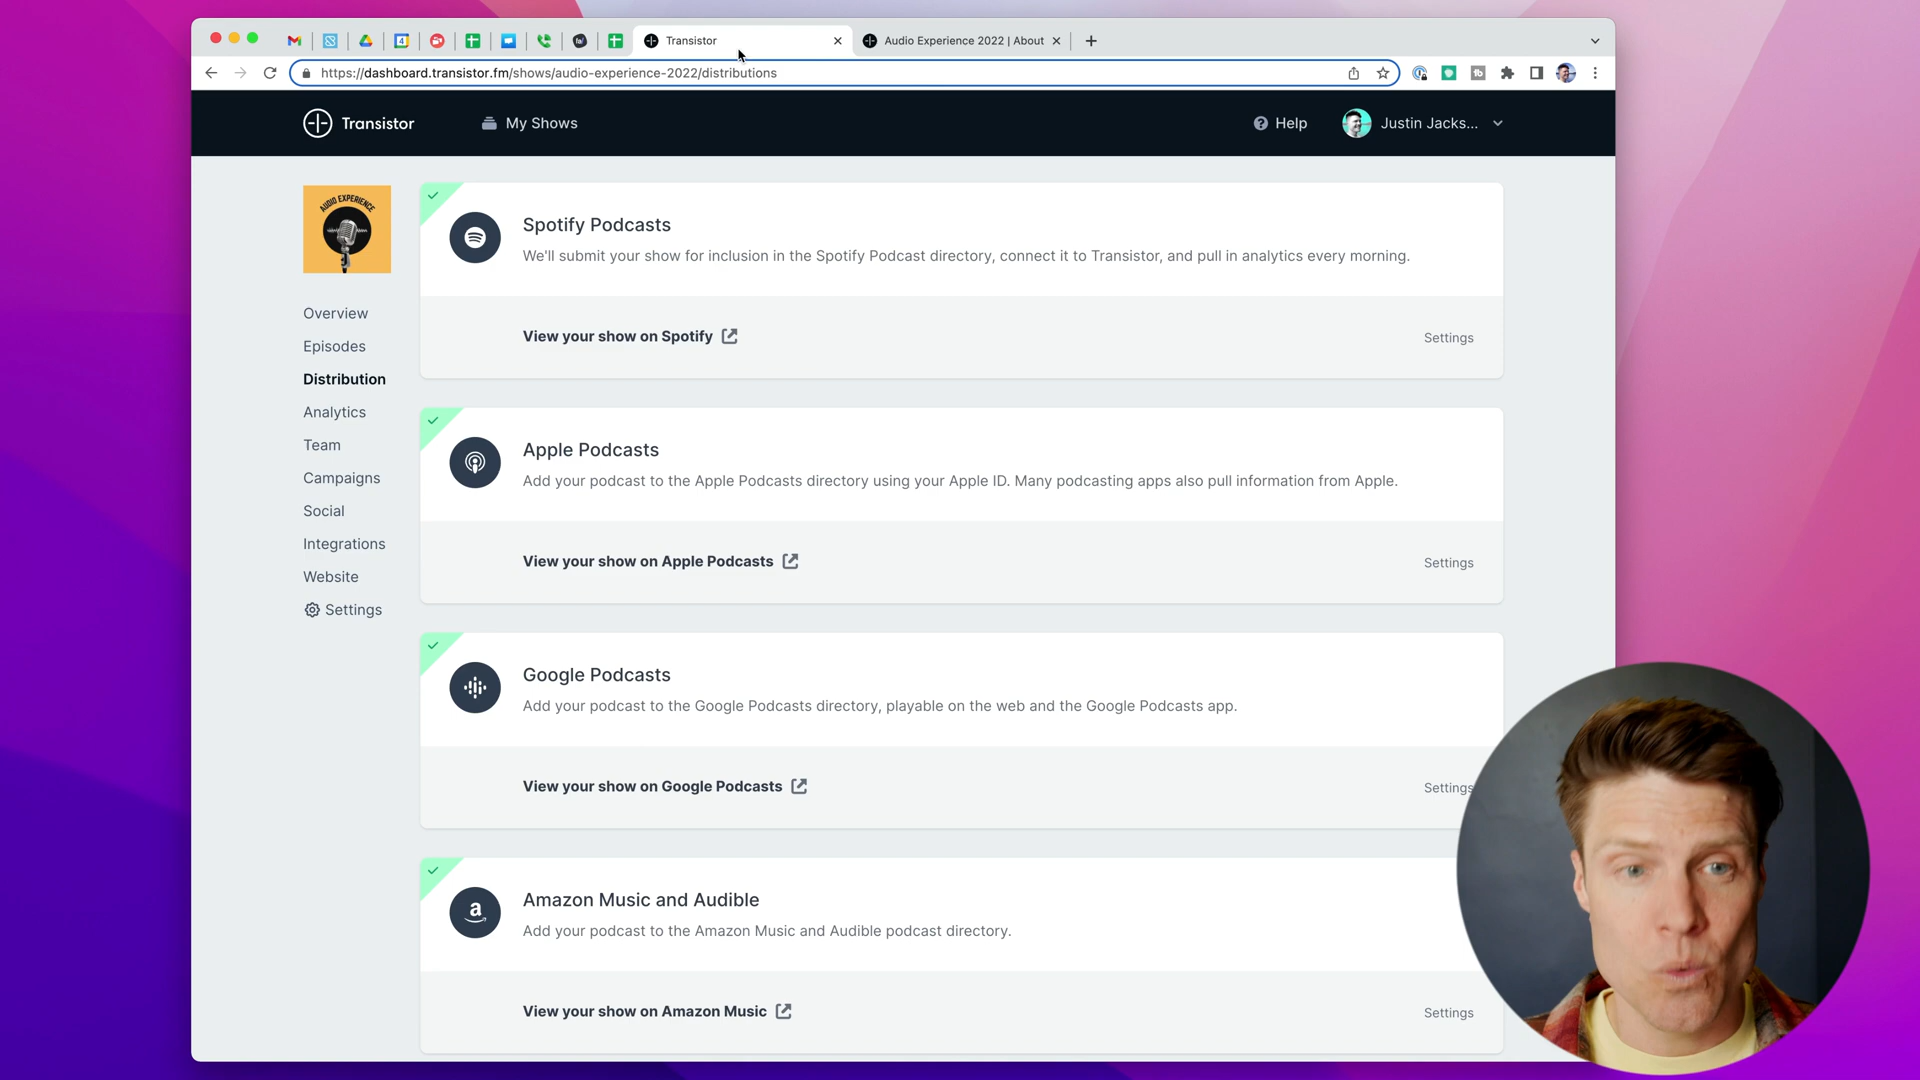 Transistor
Audio Experience 2022 | About
https://dashboard.transistor.fm/shows/audio-experience-2022/distributions
Transistor
My Shows
Help
Justin Jacks...
AUDIO EXPERIENCE
Overview
Episodes
Distribution
Analytics
Team
Campaigns
Social
Integrations
Website
Settings
Spotify Podcasts
We'll submit your show for inclusion in the Spotify Podcast directory, connect it to Transistor, and pull in analytics every morning.
View your show on Spotify
Settings
Apple Podcasts
Add your podcast to the Apple Podcasts directory using your Apple ID. Many podcasting apps also pull information from Apple.
View your show on Apple Podcasts
Settings
Google Podcasts
Add your podcast to the Google Podcasts directory, playable on the web and the Google Podcasts app.
View your show on Google Podcasts
Settings
Amazon Music and Audible
Add your podcast to the Amazon Music and Audible podcast directory.
View your show on Amazon Music
Settings